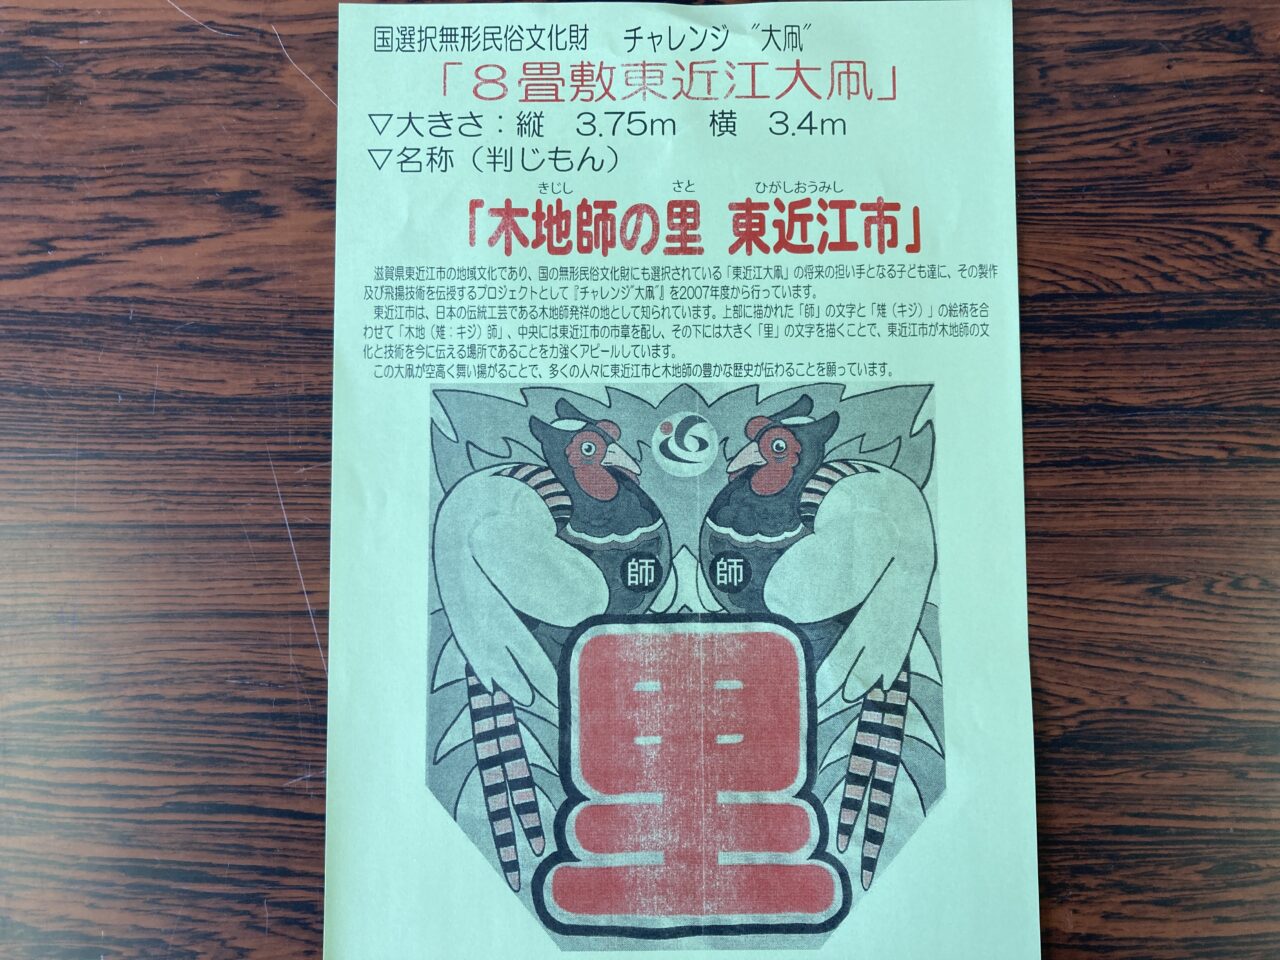 国選択無形民俗文化財　チャレンジ〝大凧〟
「８畳敷東近江大凧」
▽大きさ：縦　3.75m　横　3.4m
▽名称（判じもん）
きじし　さと　ひがしおうみし
「木地師の里 東近江市」
滋賀県東近江市の地域文化であり、国の無形民俗文化財にも選択されている「東近江大凧」の将来の担い手となる子ども達に、その製作
及び飛揚技術を伝授するプロジェクトとして『チャレンジ〝大凧〟』を2007年度から行っています。
東近江市は、日本の伝統工芸である木地師発祥の地として知られています。上部に描かれた「師」の文字と「雉（キジ）」の絵柄を合
わせて「木地（雉：キジ）師」、中央には東近江市の市章を配し、その下には大きく「里」の文字を描くことで、東近江市が木地師の文
化と技術を今に伝える場所であることを力強くアピールしています。
この大凧が空高く舞い揚がることで、多くの人々に東近江市と木地師の豊かな歴史が伝わることを願っています。
師　師
里